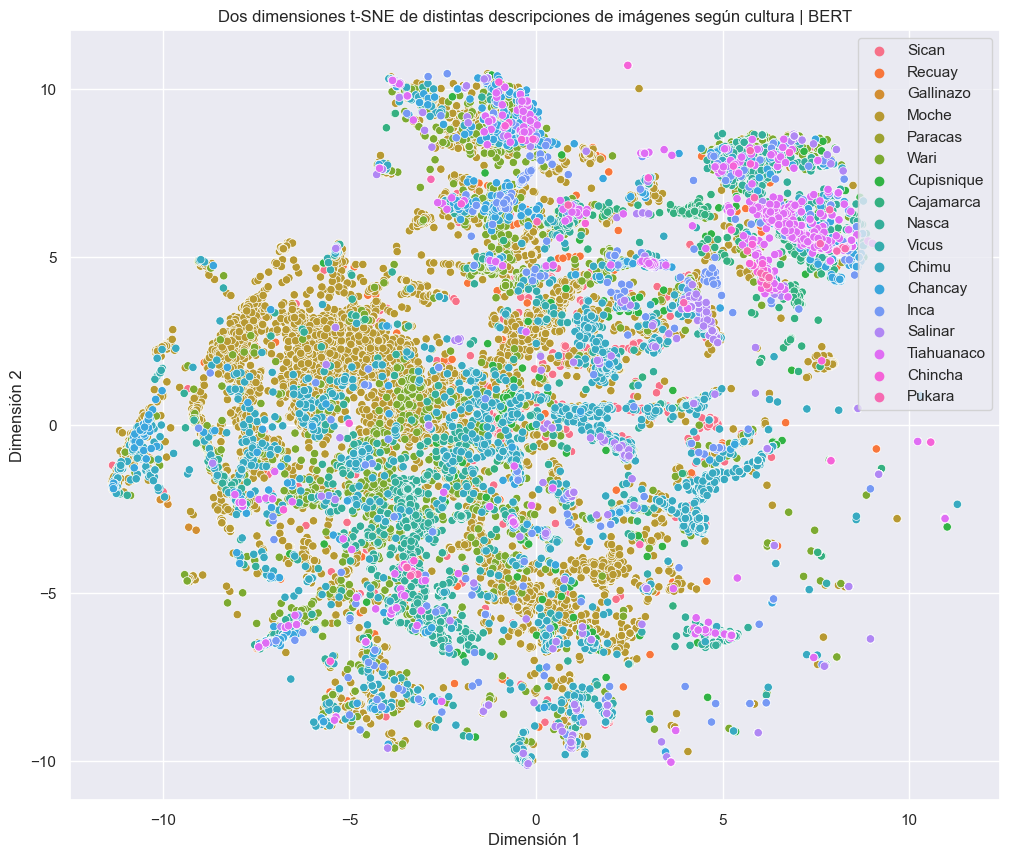 Dos dimensiones t-SNE de distintas descripciones de imágenes según cultura | BERT
Sican
Recuay
Gallinazo
Moche
Paracas
Wari
Cupisnique
Cajamarca
Nasca
Vicus
Chimu
Chancay
Inca
Salinar
Tiahuanaco
Chincha
Pukara
10
5
0
−5
−10
Dimensión 2
−10
−5
0
5
10
Dimensión 1